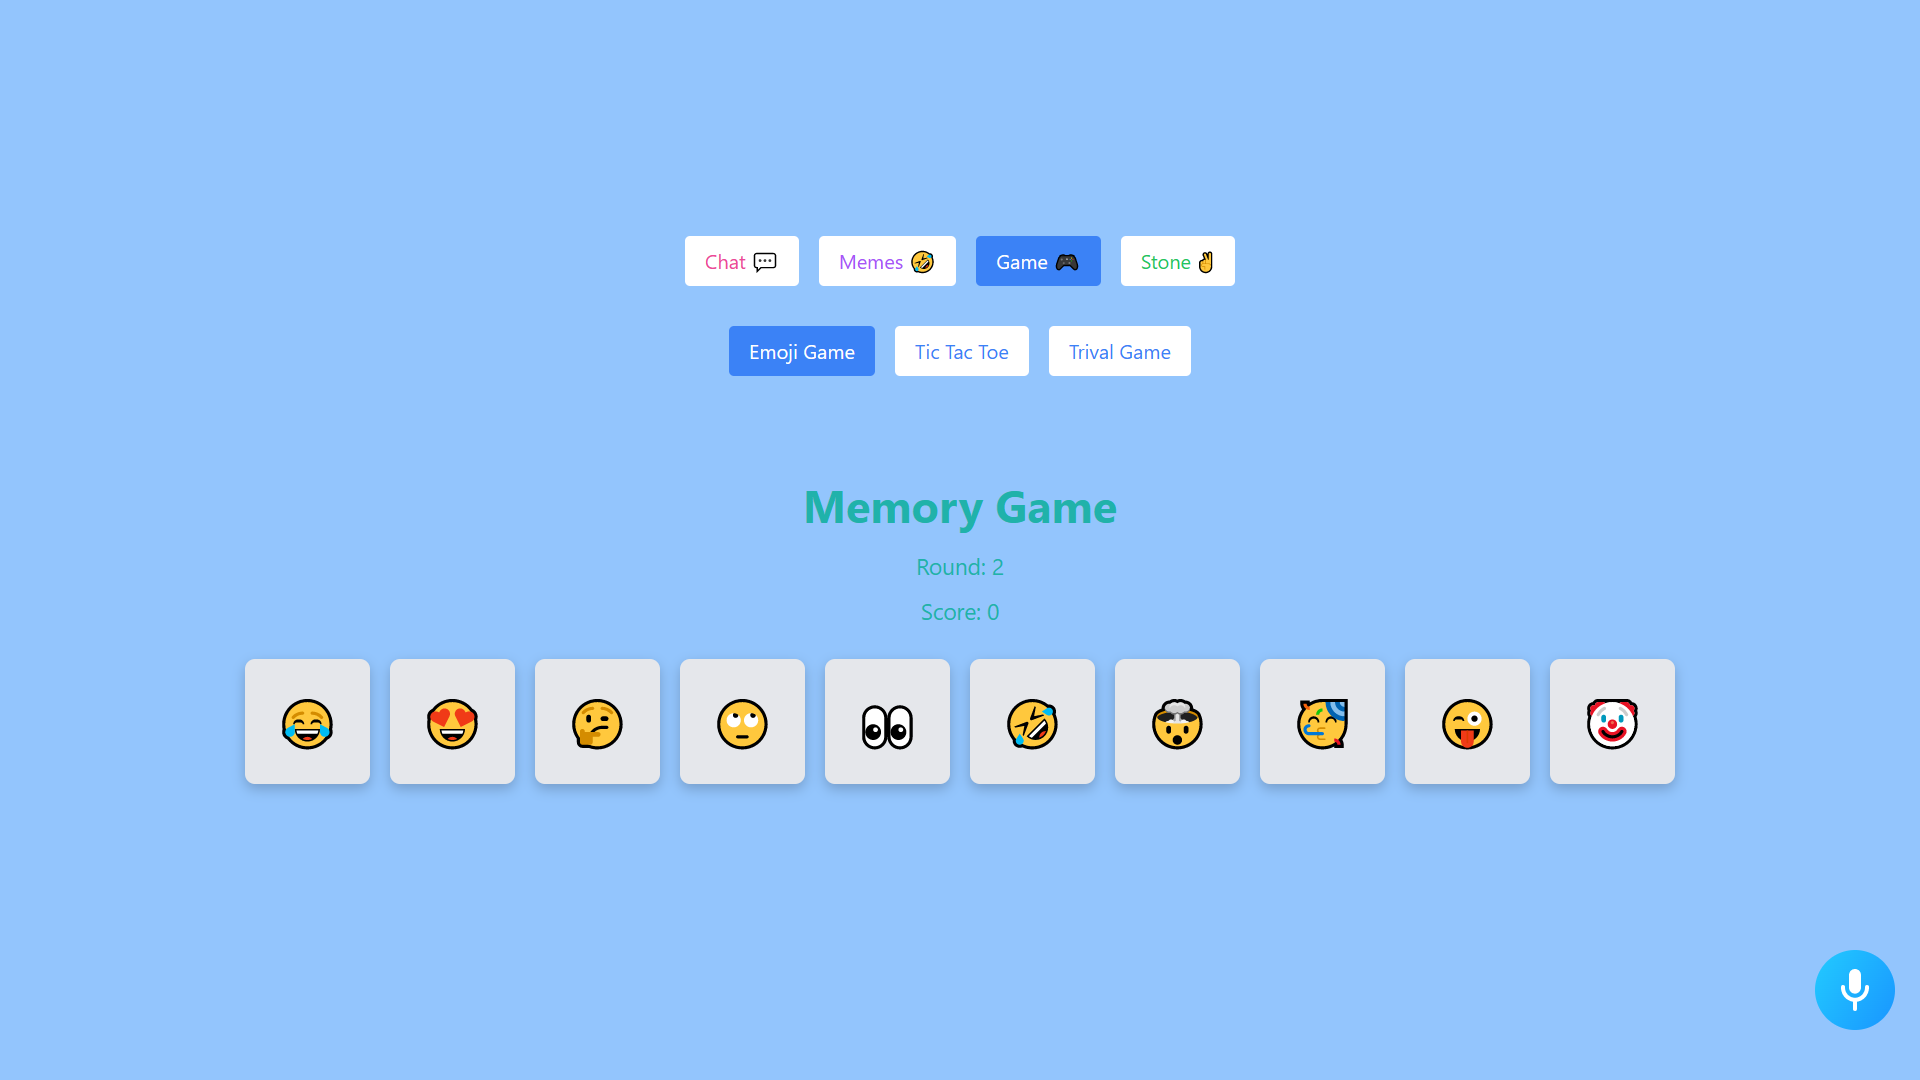 Chat 💬 Memes 🤣 Game 🎮 Stone ✌
Emoji Game Tic Tac Toe Trival Game
Memory Game
Round: 2
Score: 0